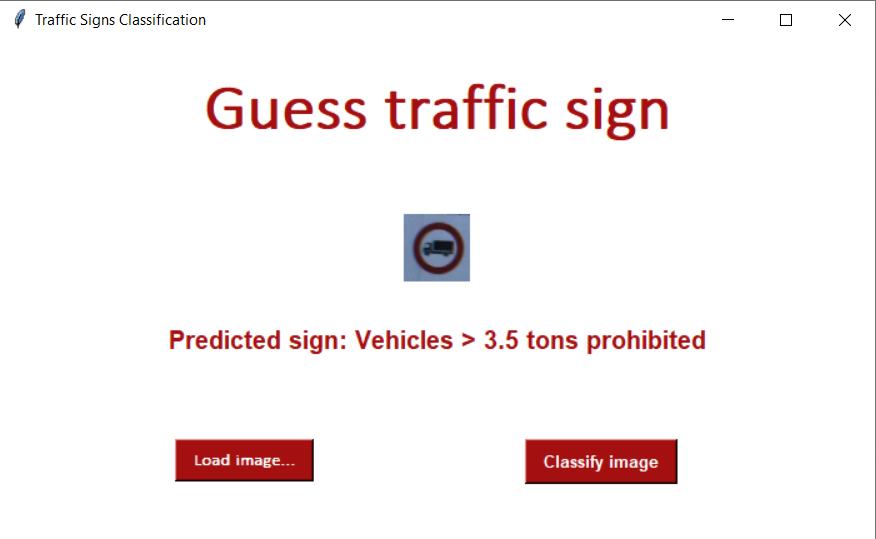 Traffic Signs Classification
Guess traffic sign
Predicted sign: Vehicles > 3.5 tons prohibited
Load image...
Classify image